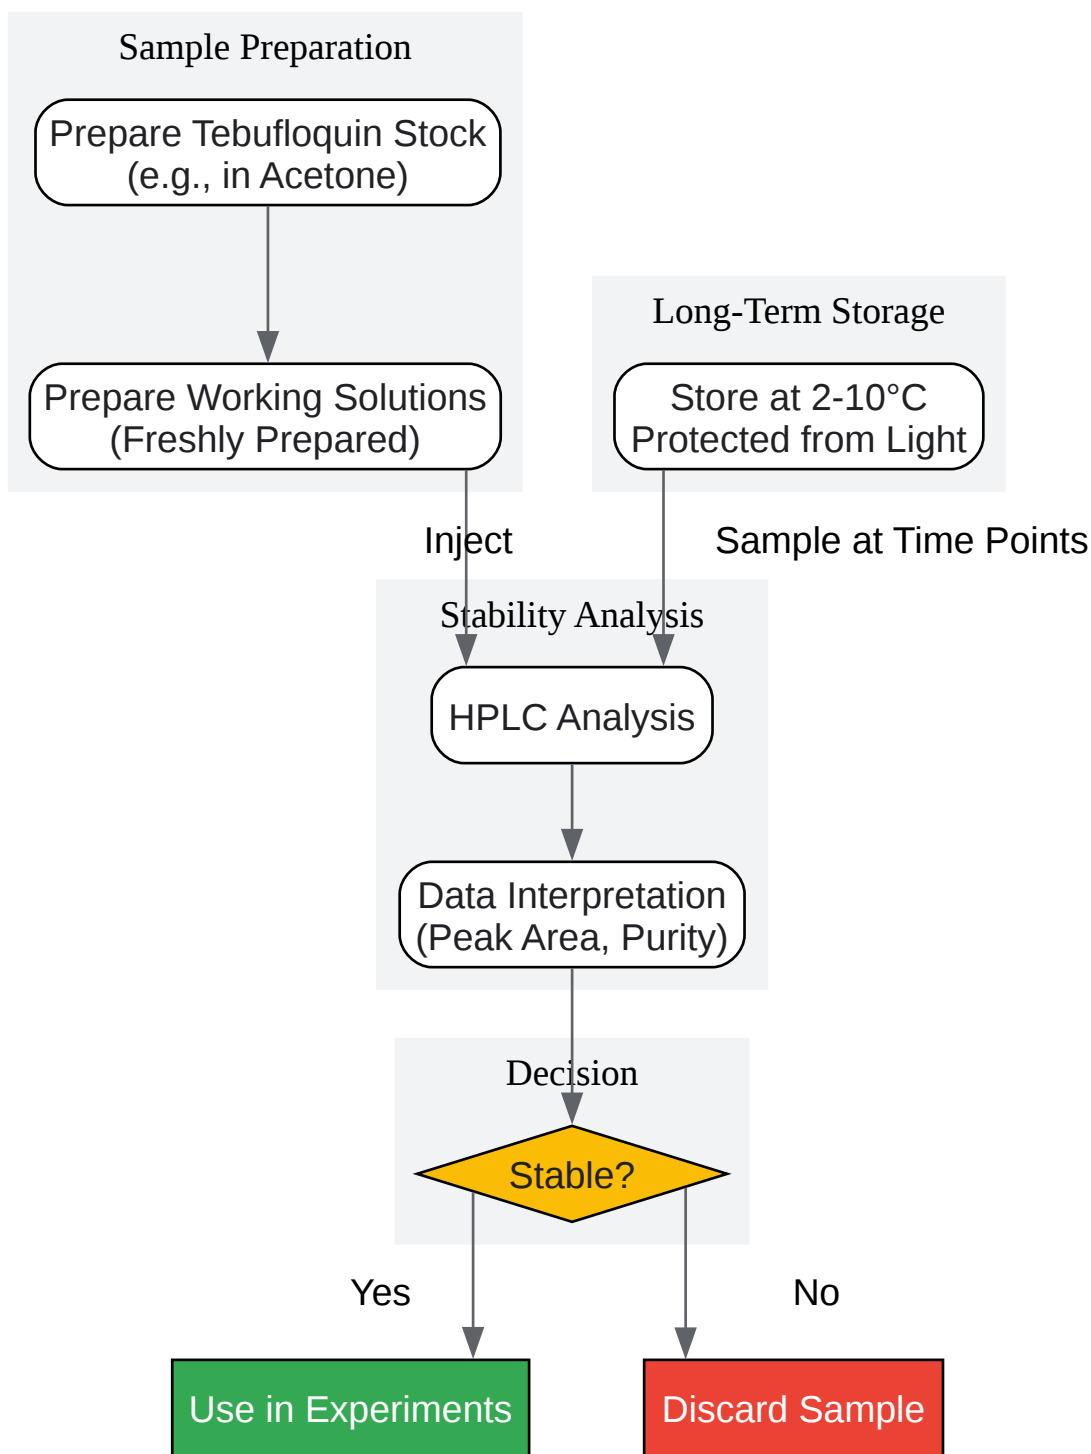 Sample Preparation
Prepare Tebufloquin Stock
(e.g., in Acetone)
Prepare Working Solutions
(Freshly Prepared)
Long-Term Storage
Store at 2-10°C
Protected from Light
Inject
Sample at Time Points
Stability Analysis
HPLC Analysis
Data Interpretation
(Peak Area, Purity)
Decision
Stable?
Yes
No
Use in Experiments
Discard Sample